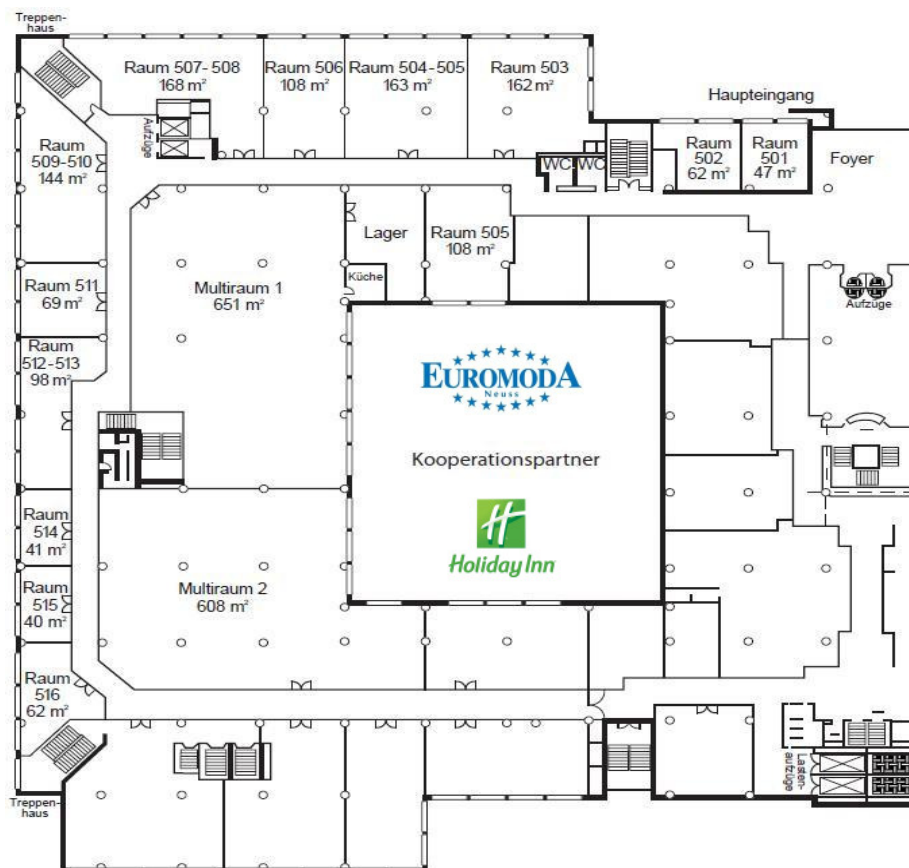 Treppen-
haus
Raum 507-508
168 m²
Raum 506
108 m²
Raum 504-505
163 m²
Raum 503
162 m²
Haupteingang
Aufzüge
Raum
509-510
144 m²
WC
WC
Raum
502
62 m²
Raum
501
47 m²
Foyer
Lager
Raum 505
108 m²
Küche
Raum 511
69 m²
Multiraum 1
651 m²
Aufzüge
Raum
512-513
98 m²
EUROMODA
Neuss
Kooperationspartner
H
Holiday Inn
Raum
514
41 m²
Raum
515
40 m²
Multiraum 2
608 m²
Raum
516
62 m²
Lasten-
aufzüge
Treppen-
haus